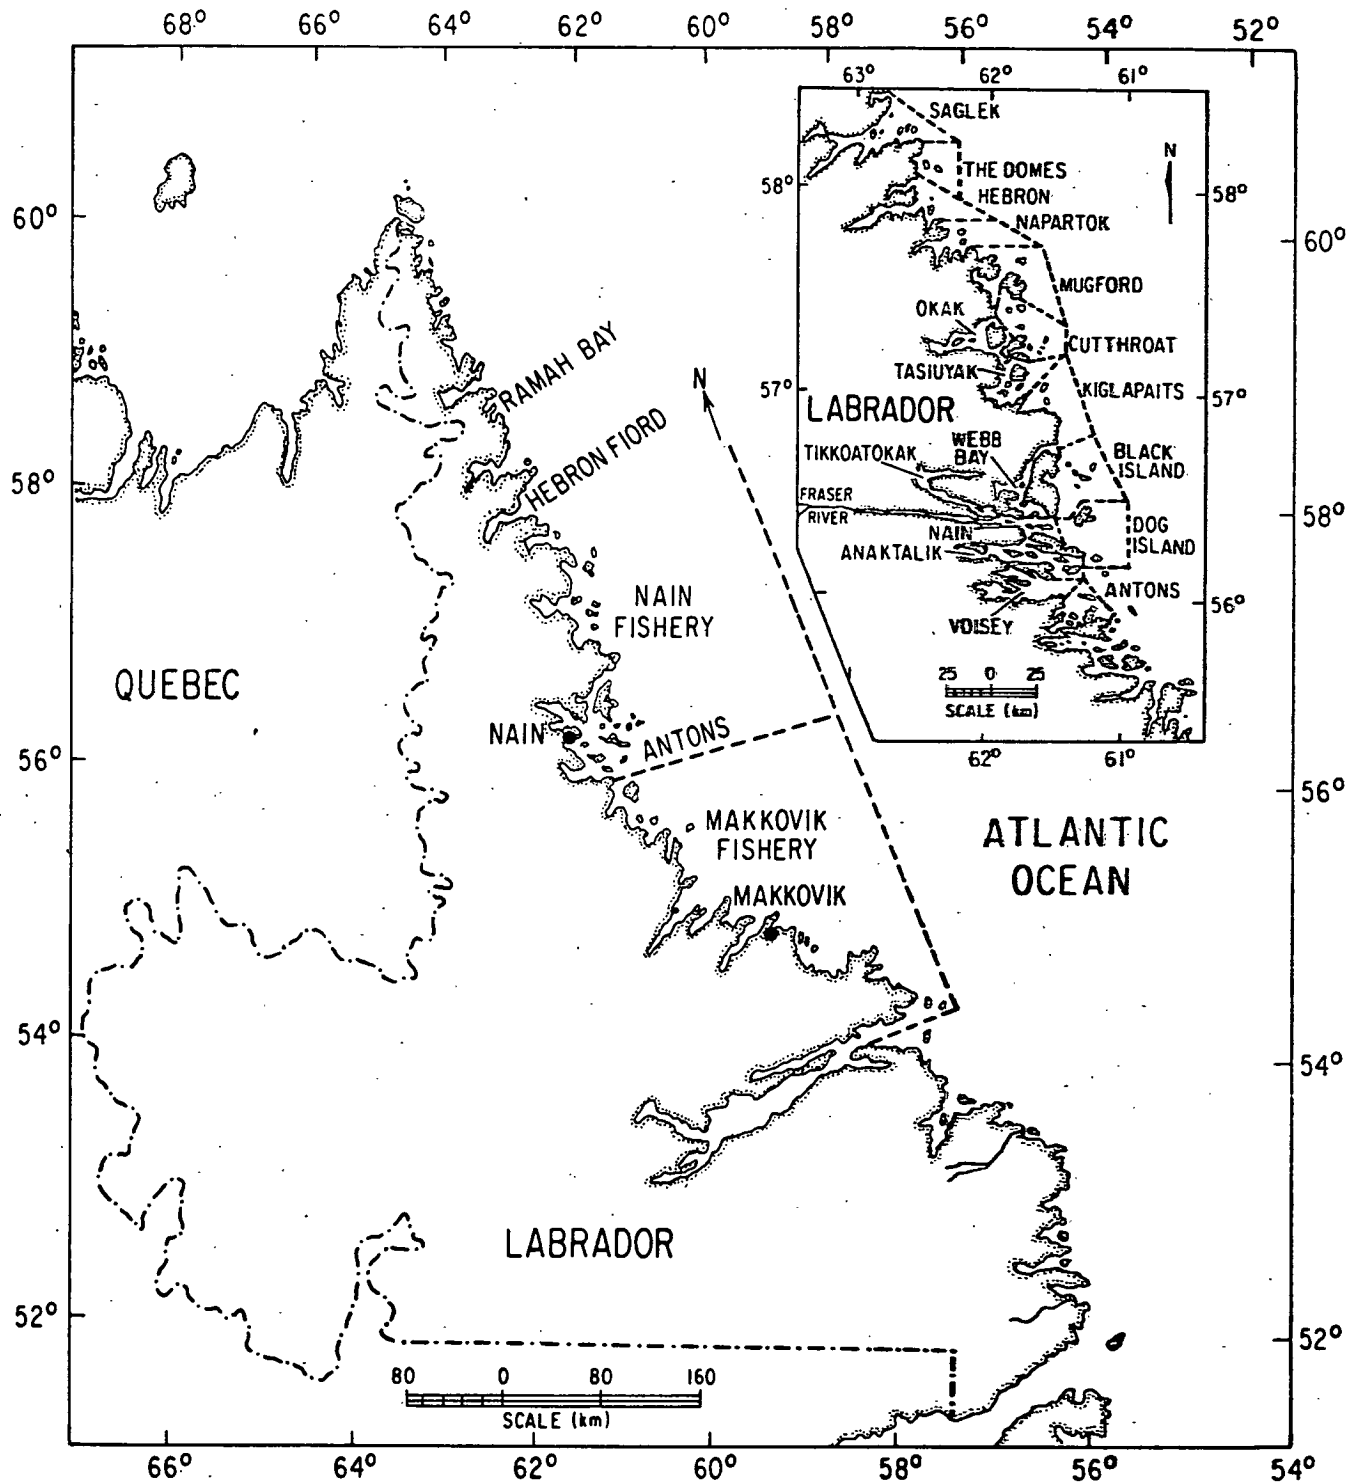 68° 66° 64° 62° 60° 58° 56° 54° 52°
63° 62° 61°
SAGLEK
N
THE DOMES
58°
HEBRON
58°
NAPARTOK
60°
60°
MUGFORD
OKAK
CUTTHROAT
TASIUYAK
KIGLAPAITS
57°
57°
LABRADOR
WEBB
BAY
TIKKOATOKAK
BLACK
ISLAND
FRASER
RIVER
NAIN
DOG
ISLAND
ANAKTALIK
ANTONS
56°
VOISEY
25 0 25
SCALE (km)
62° 61°
RAMAH BAY
N
HEBRON FIORD
58°
58°
NAIN
FISHERY
QUEBEC
NAIN
ANTONS
56°
56°
MAKKOVIK
FISHERY
ATLANTIC
OCEAN
MAKKOVIK
54°
54°
LABRADOR
52°
52°
80 0 80 160
SCALE (km)
66° 64° 62° 60° 58° 56° 54°